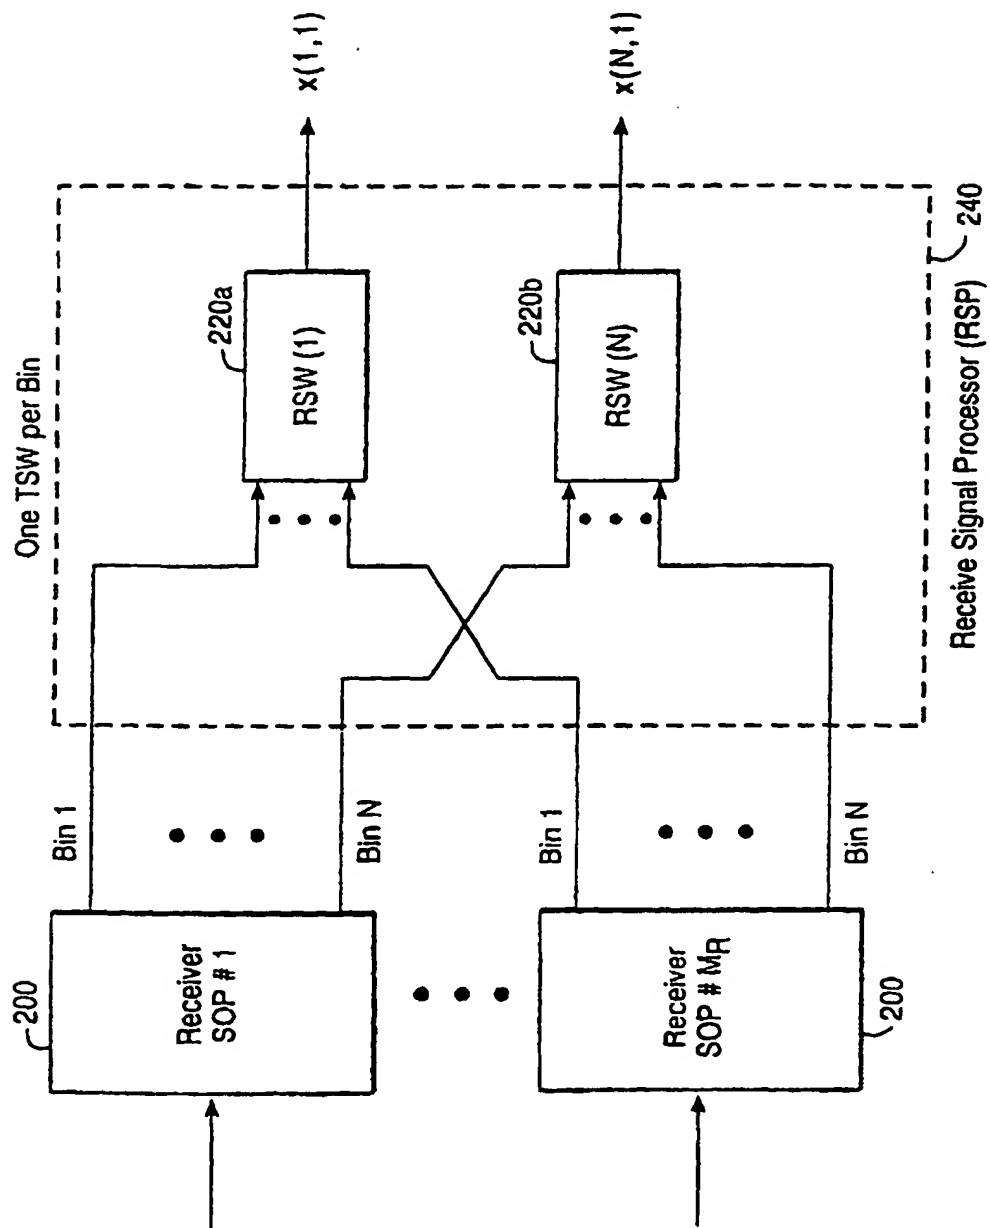 One TSW per Bin
200
Receiver
SOP # 1
Bin 1
Bin N
220a
RSW (1)
x(1,1)
200
Receiver
SOP # MR
Bin 1
Bin N
220b
RSW (N)
x(N,1)
240
Receive Signal Processor (RSP)